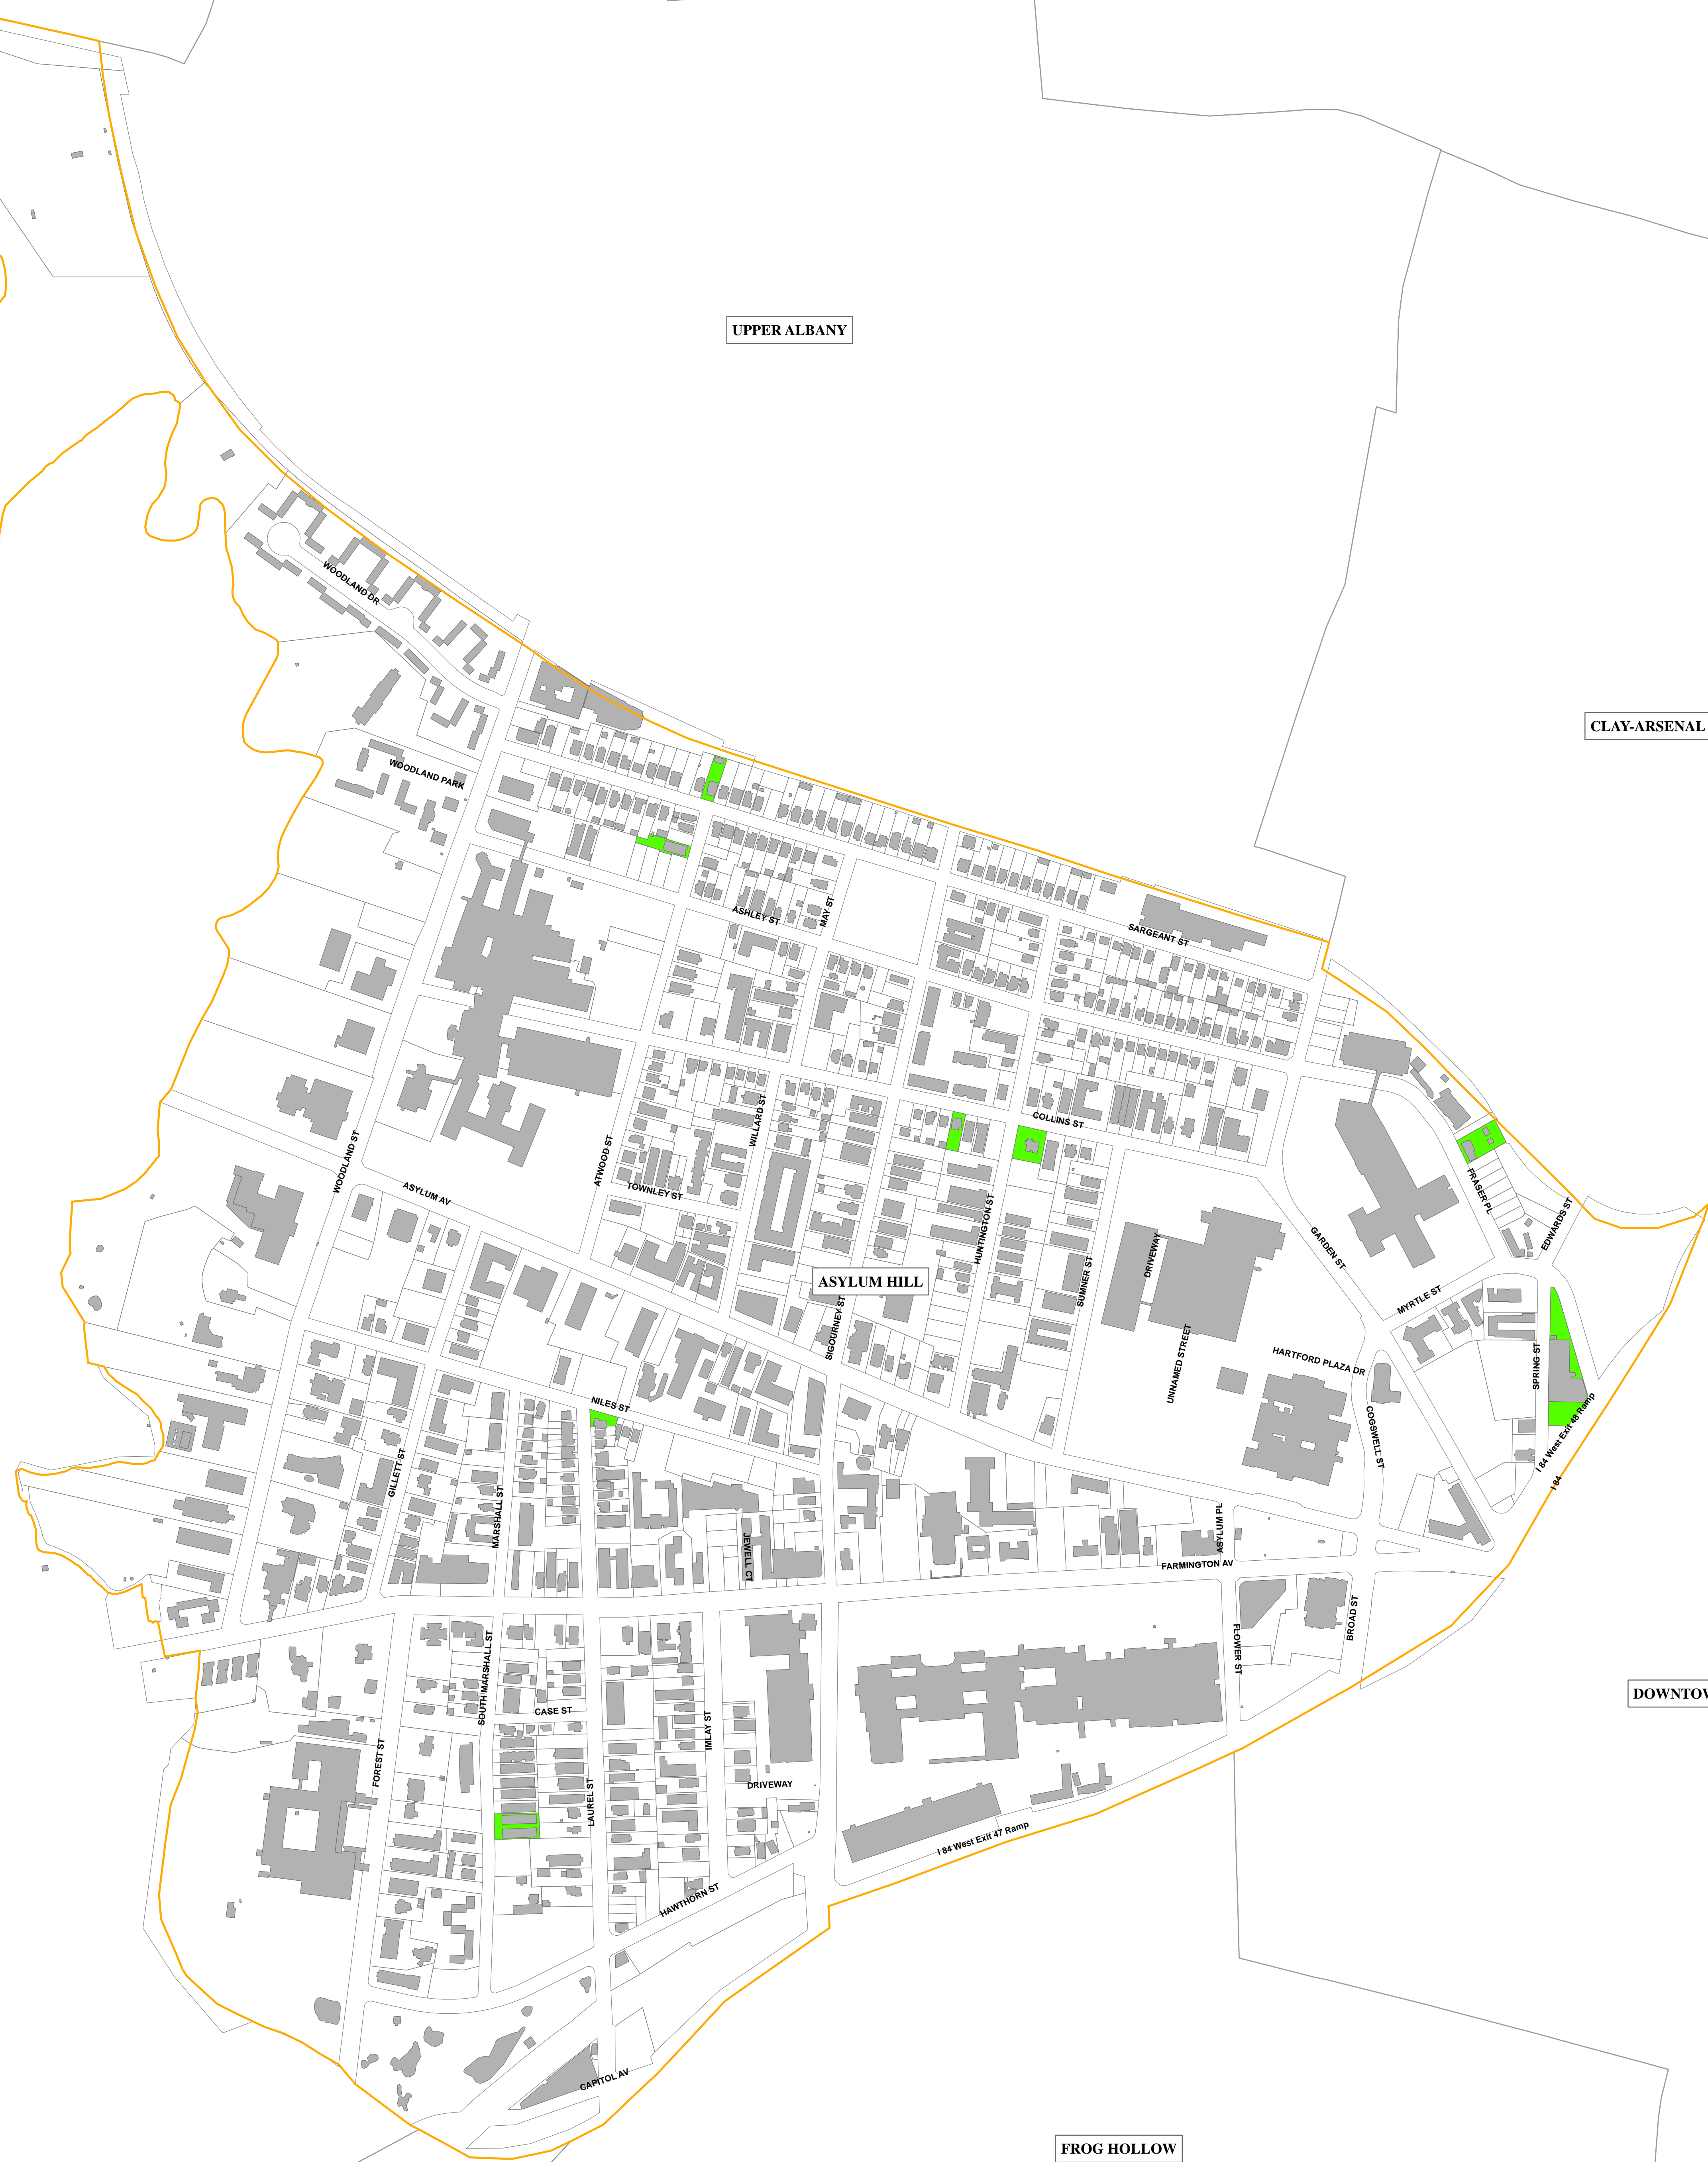 UPPER ALBANY
WOODLAND DR
CLAY-ARSENAL
WOODLAND PARK
ASHLEY ST
MAY ST
SARGEANT ST
COLLINS ST
WILLARD ST
ATWOOD ST
WOODLAND ST
TOWNLEY ST
ASYLUM AV
FRASER PL
EDWARDS ST
HUNTINGTON ST
GARDEN ST
DRIVEWAY
ASYLUM HILL
SUMNER ST
MYRTLE ST
SIGOURNEY ST
UNNAMED STREET
HARTFORD PLAZA DR
SPRING ST
NILES ST
COGSWELL ST
I 84 West Exit 48 Ramp
I 84
GILLETT ST
MARSHALL ST
JEWELL CT
ASYLUM PL
FARMINGTON AV
BROAD ST
FLOWER ST
SOUTH MARSHALL ST
DOWNTOW
CASE ST
IMLAY ST
FOREST ST
DRIVEWAY
LAUREL ST
I 84 West Exit 47 Ramp
HAWTHORN ST
CAPITOL AV
FROG HOLLOW